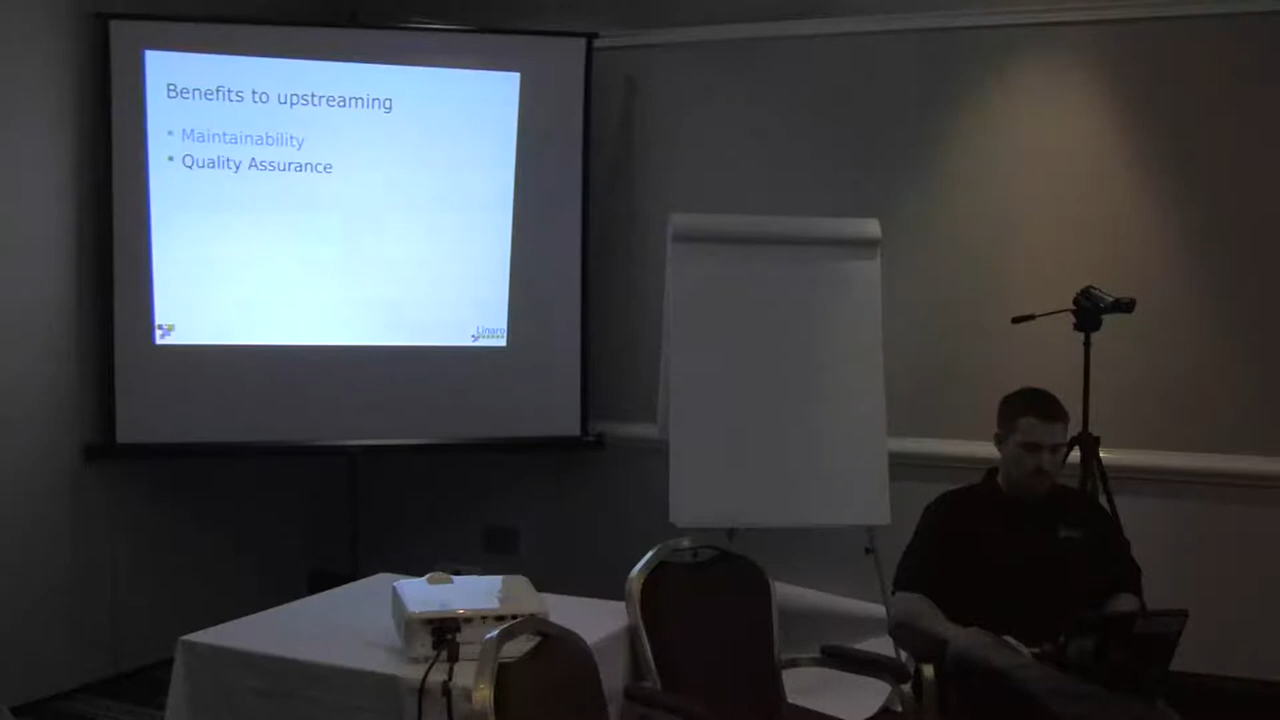 Benefits to upstreaming
Maintainability
Quality Assurance
Linaro